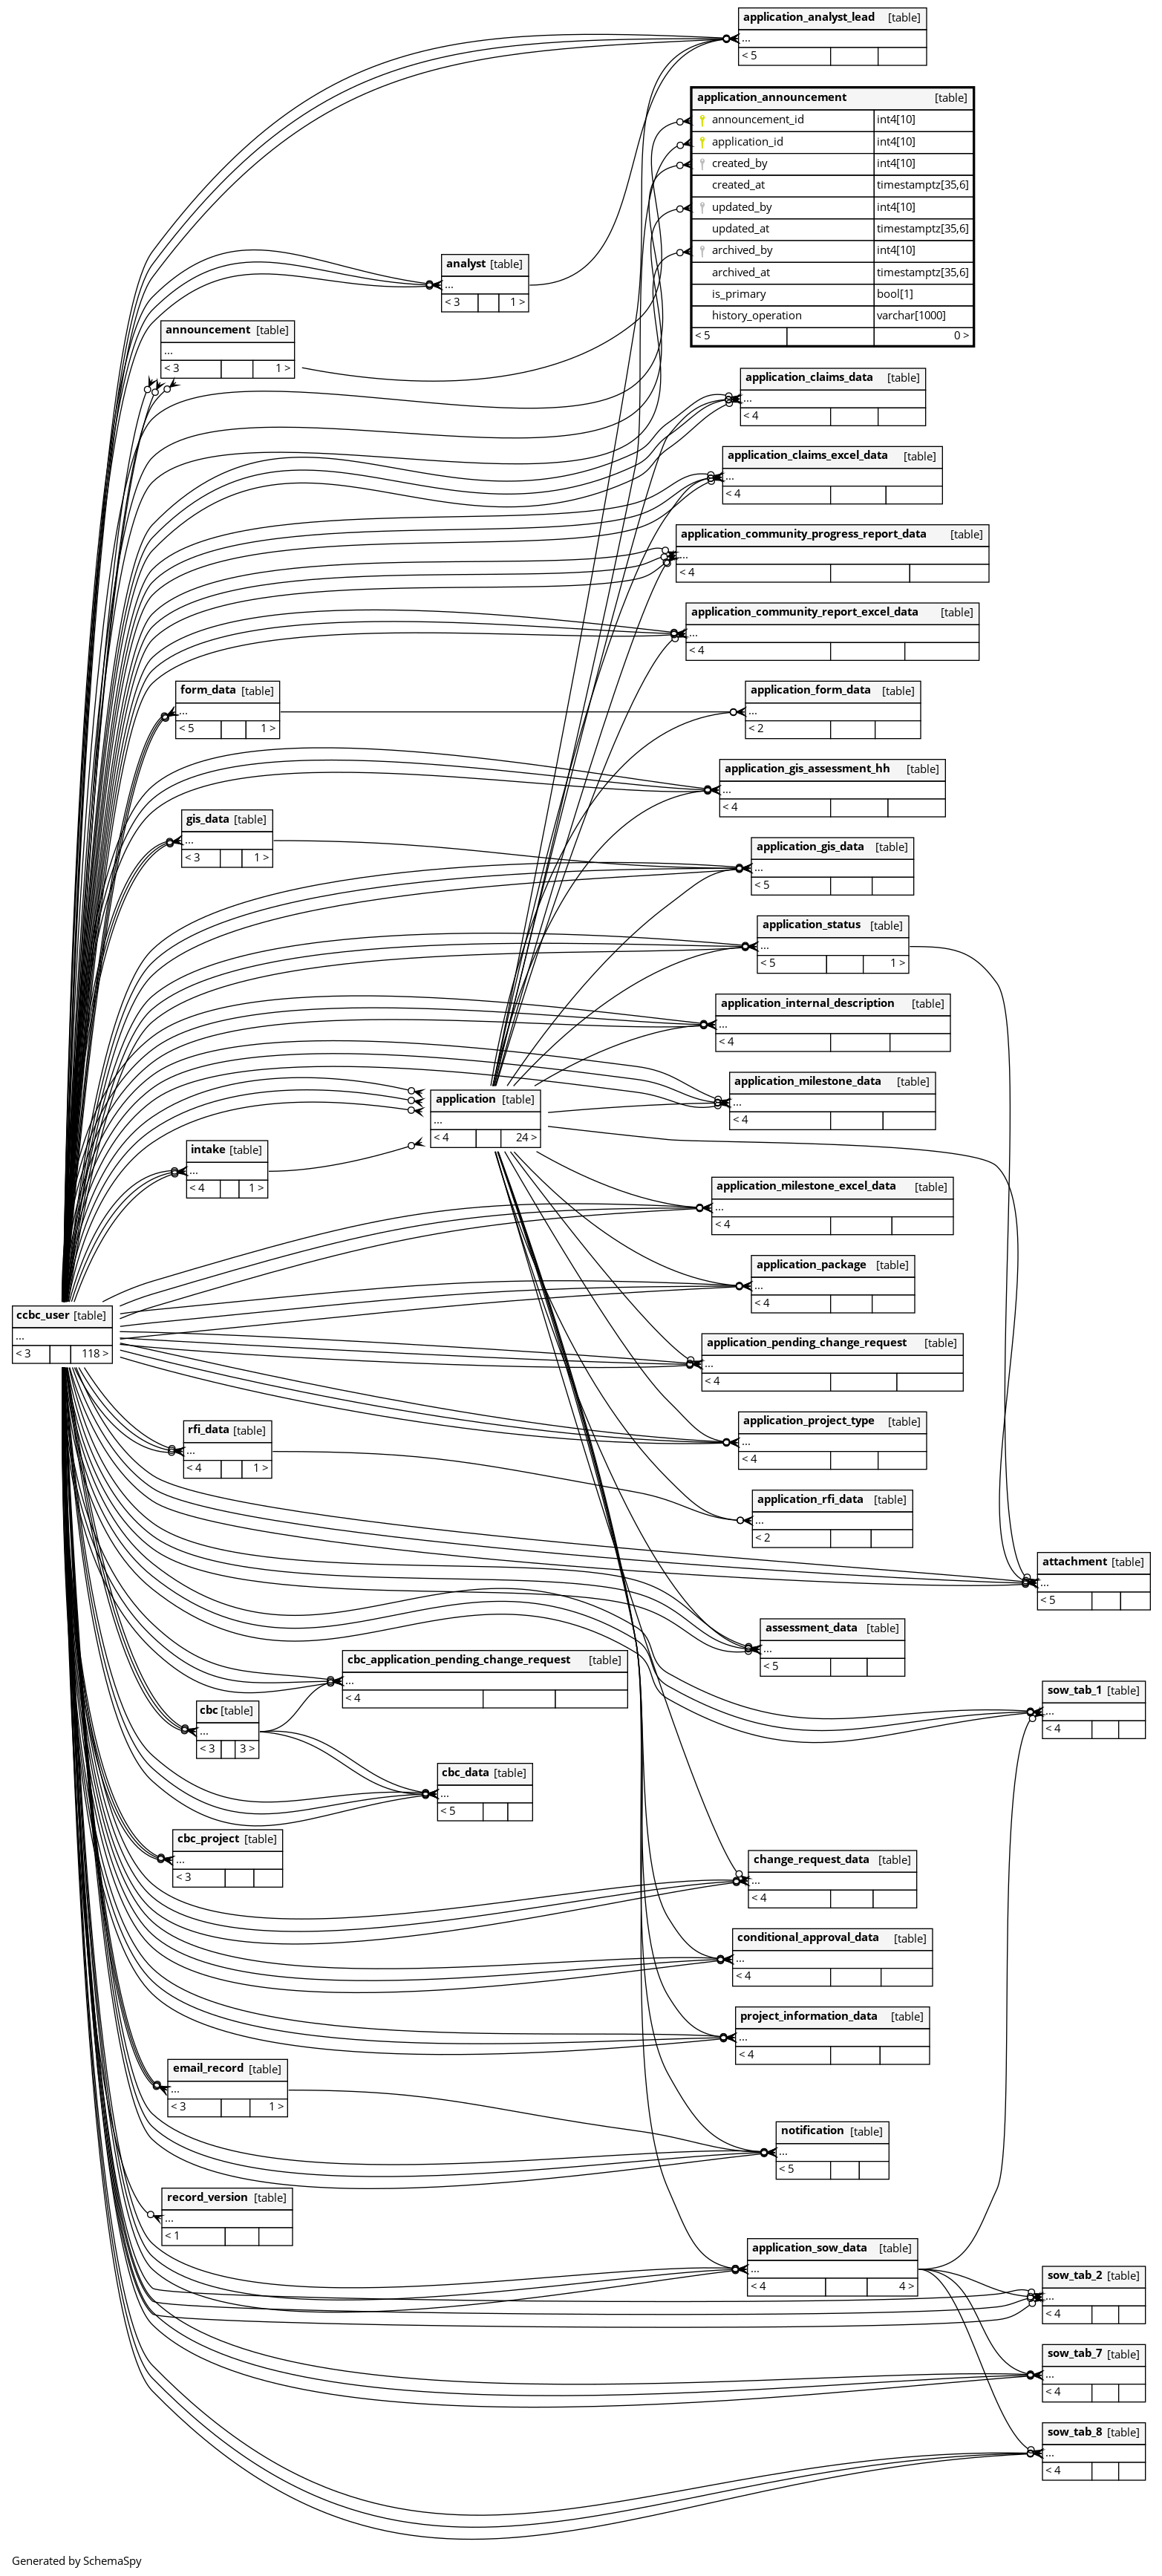 application_analyst_lead [table]
...
< 5
application_announcement [table]
announcement_id int4[10]
application_id int4[10]
created_by int4[10]
created_at timestamptz[35,6]
updated_by int4[10]
updated_at timestamptz[35,6]
archived_by int4[10]
archived_at timestamptz[35,6]
is_primary bool[1]
history_operation varchar[1000]
< 5 0 >
analyst [table]
...
< 3 1 >
announcement [table]
...
< 3 1 >
application_claims_data [table]
...
< 4
application_claims_excel_data [table]
...
< 4
application_community_progress_report_data [table]
...
< 4
application_community_report_excel_data [table]
...
< 4
form_data [table]
...
< 5 1 >
application_form_data [table]
...
< 2
application_gis_assessment_hh [table]
...
< 4
gis_data [table]
...
< 3 1 >
application_gis_data [table]
...
< 5
application_status [table]
...
< 5 1 >
application_internal_description [table]
...
< 4
application_milestone_data [table]
...
< 4
application [table]
...
< 4 24 >
intake [table]
...
< 4 1 >
application_milestone_excel_data [table]
...
< 4
application_package [table]
...
< 4
ccbc_user [table]
...
< 3 118 >
application_pending_change_request [table]
...
< 4
application_project_type [table]
...
< 4
rfi_data [table]
...
< 4 1 >
application_rfi_data [table]
...
< 2
attachment [table]
...
< 5
assessment_data [table]
...
< 5
cbc_application_pending_change_request [table]
...
< 4
sow_tab_1 [table]
...
< 4
cbc [table]
...
< 3 3 >
cbc_data [table]
...
< 5
cbc_project [table]
...
< 3
change_request_data [table]
...
< 4
conditional_approval_data [table]
...
< 4
project_information_data [table]
...
< 4
email_record [table]
...
< 3 1 >
notification [table]
...
< 5
record_version [table]
...
< 1
application_sow_data [table]
...
< 4 4 >
sow_tab_2 [table]
...
< 4
sow_tab_7 [table]
...
< 4
sow_tab_8 [table]
...
< 4
Generated by SchemaSpy